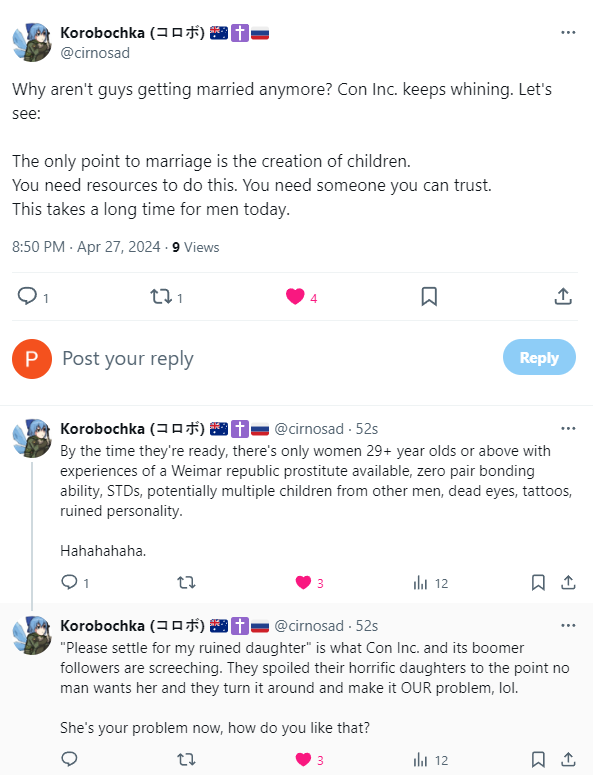 Korobochka (コロボ) 🇦🇺✝️🇷🇺
@cirnosad
Why aren't guys getting married anymore? Con Inc. keeps whining. Let's
see:
The only point to marriage is the creation of children.
You need resources to do this. You need someone you can trust.
This takes a long time for men today.
8:50 PM · Apr 27, 2024 · 9 Views
1 1 4
P Post your reply Reply
Korobochka (コロボ) 🇦🇺✝️🇷🇺 @cirnosad · 52s
By the time they're ready, there's only women 29+ year olds or above with
experiences of a Weimar republic prostitute available, zero pair bonding
ability, STDs, potentially multiple children from other men, dead eyes, tattoos,
ruined personality.
Hahahahaha.
1 3 12
Korobochka (コロボ) 🇦🇺✝️🇷🇺 @cirnosad · 52s
"Please settle for my ruined daughter" is what Con Inc. and its boomer
followers are screeching. They spoiled their horrific daughters to the point no
man wants her and they turn it around and make it OUR problem, lol.
She's your problem now, how do you like that?
3 12